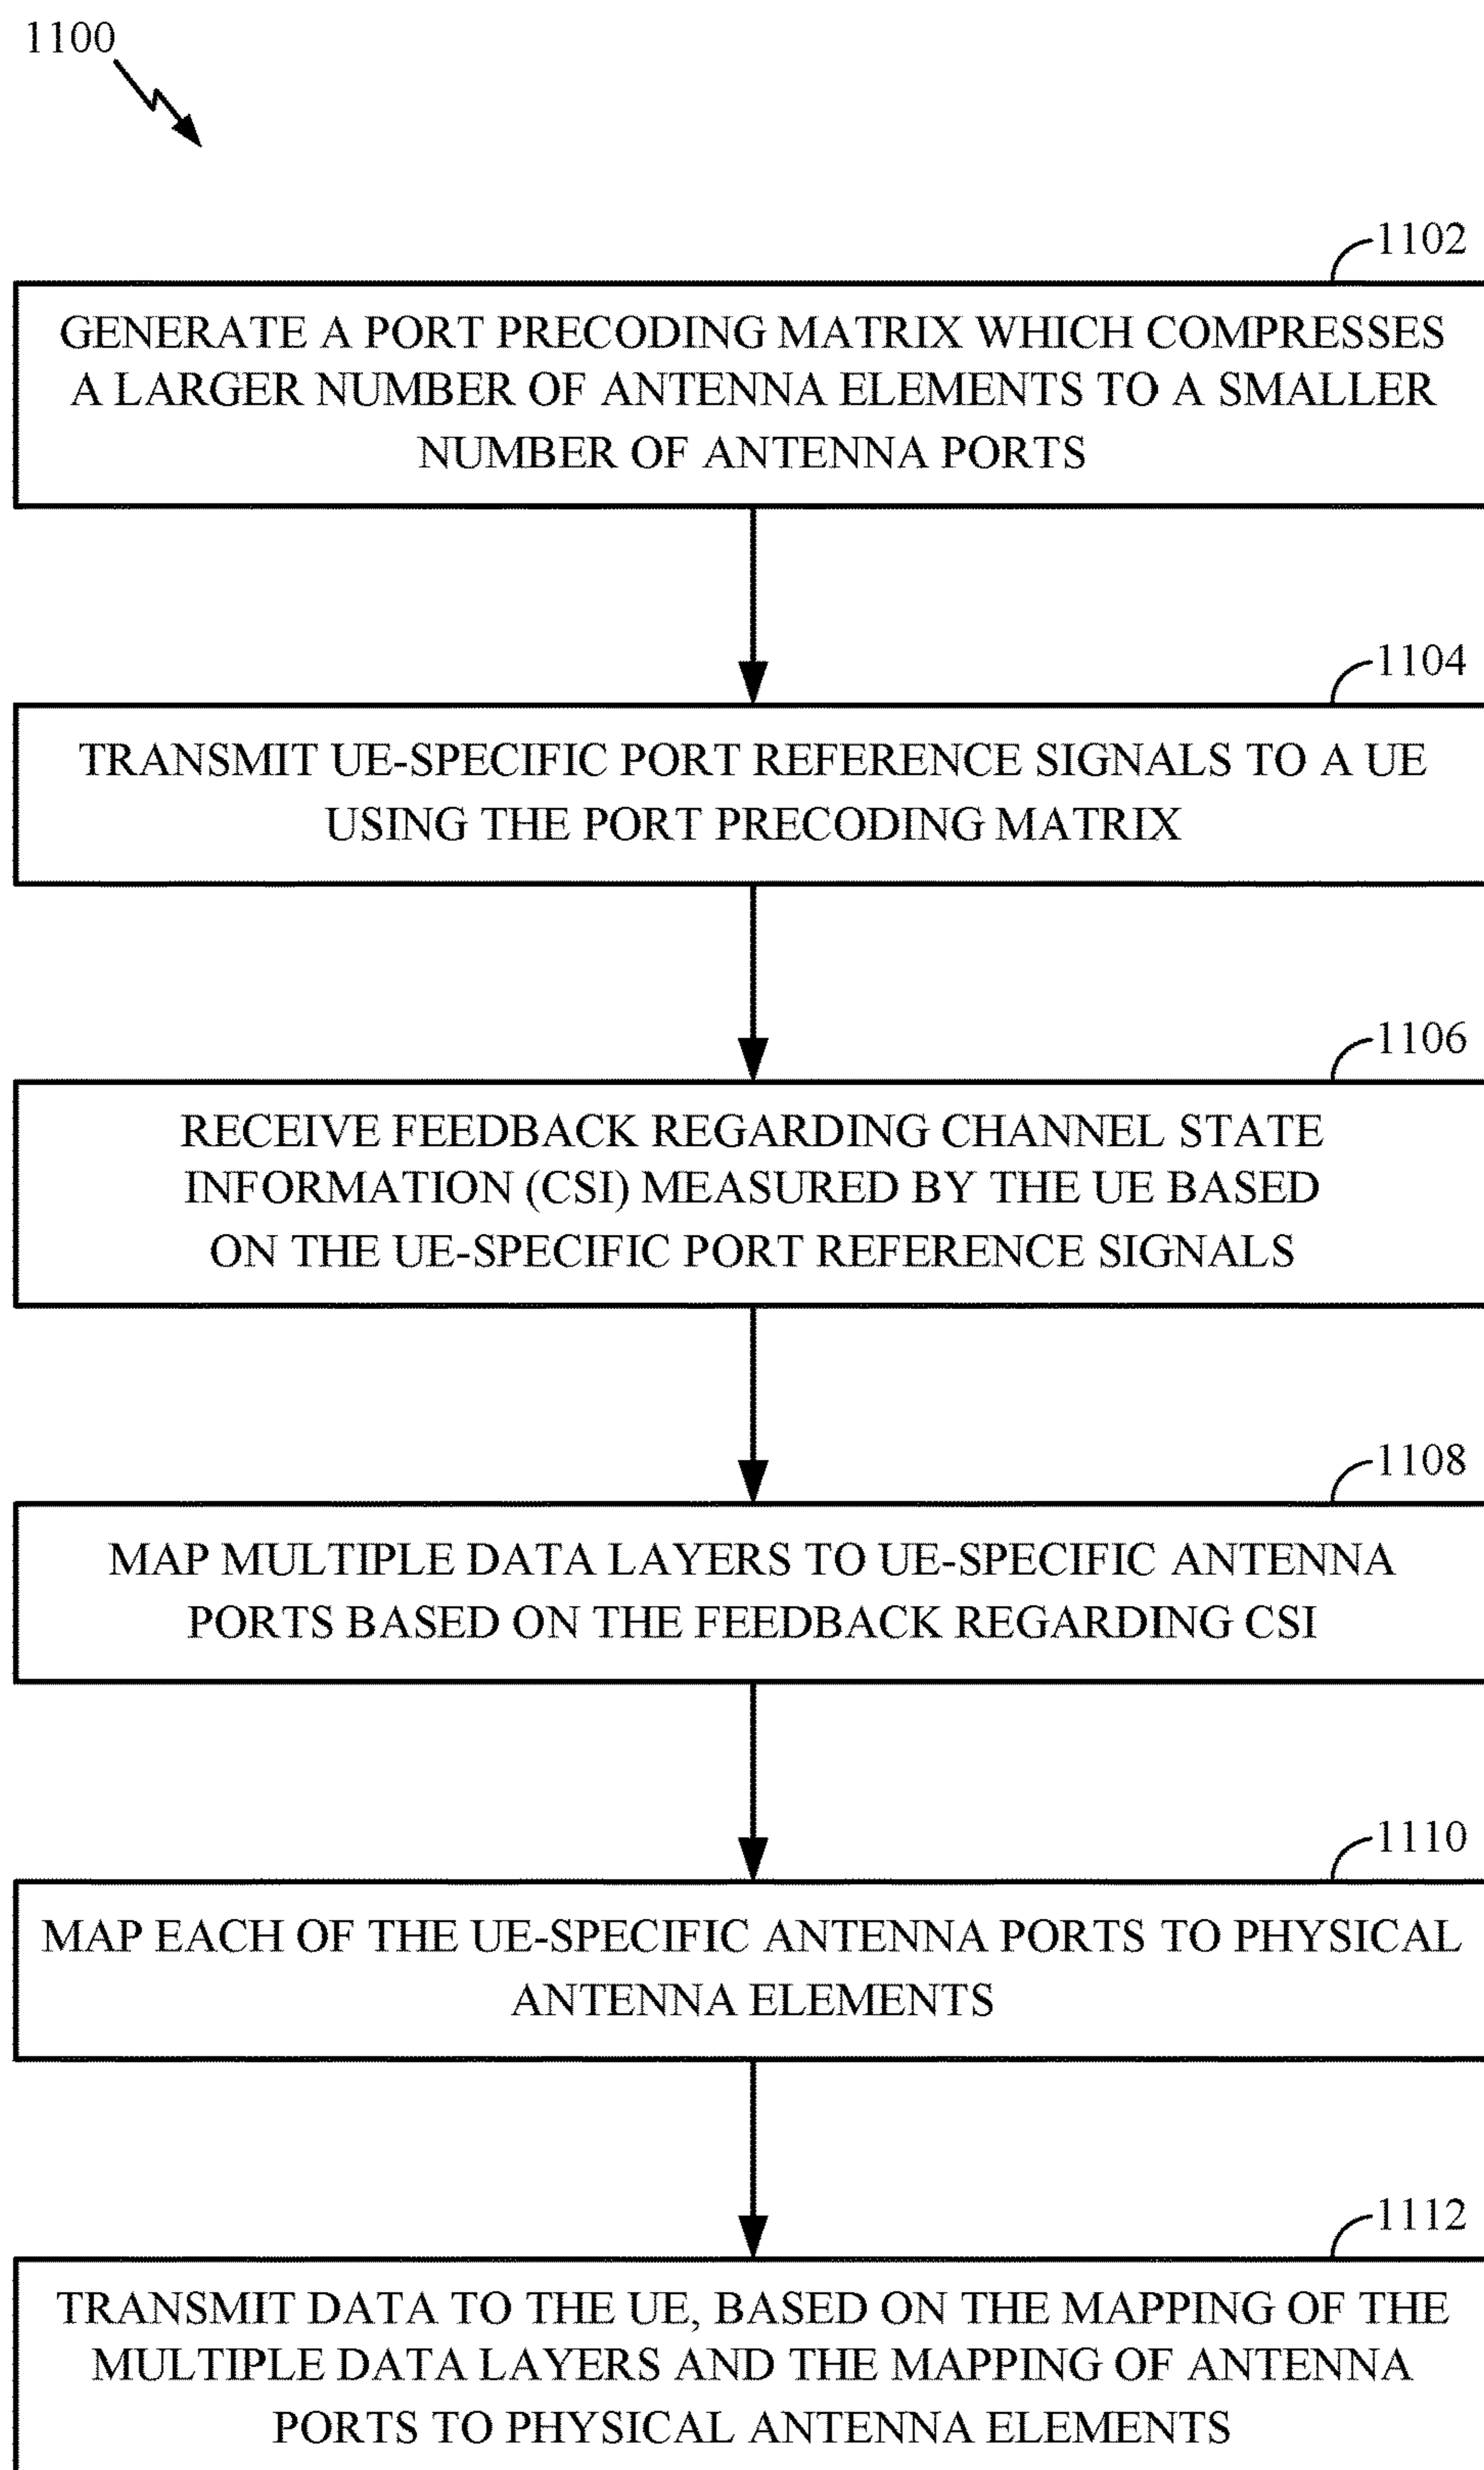 1100
1102
GENERATE A PORT PRECODING MATRIX WHICH COMPRESSES
A LARGER NUMBER OF ANTENNA ELEMENTS TO A SMALLER
NUMBER OF ANTENNA PORTS
1104
TRANSMIT UE-SPECIFIC PORT REFERENCE SIGNALS TO A UE
USING THE PORT PRECODING MATRIX
1106
RECEIVE FEEDBACK REGARDING CHANNEL STATE
INFORMATION (CSI) MEASURED BY THE UE BASED
ON THE UE-SPECIFIC PORT REFERENCE SIGNALS
1108
MAP MULTIPLE DATA LAYERS TO UE-SPECIFIC ANTENNA
PORTS BASED ON THE FEEDBACK REGARDING CSI
1110
MAP EACH OF THE UE-SPECIFIC ANTENNA PORTS TO PHYSICAL
ANTENNA ELEMENTS
1112
TRANSMIT DATA TO THE UE, BASED ON THE MAPPING OF THE
MULTIPLE DATA LAYERS AND THE MAPPING OF ANTENNA
PORTS TO PHYSICAL ANTENNA ELEMENTS